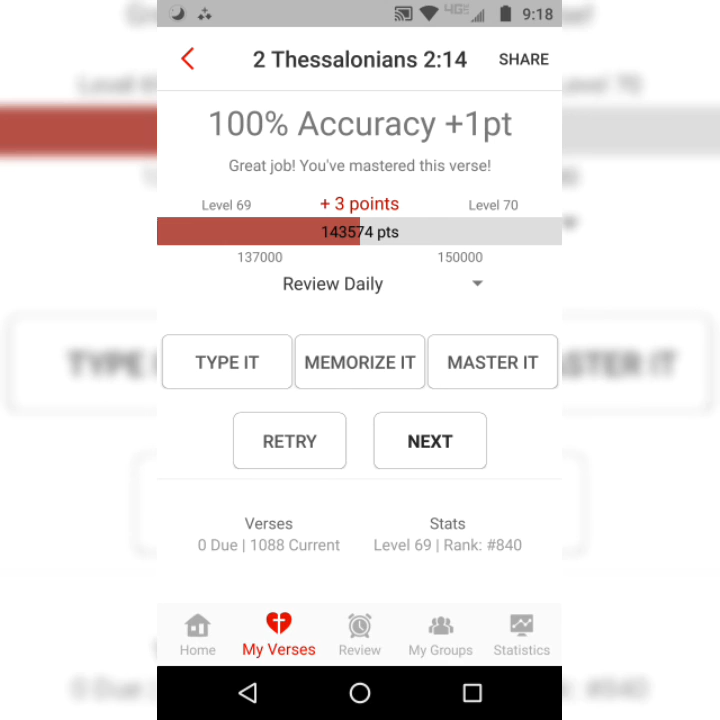 4GE 9:18
2 Thessalonians 2:14 SHARE
100% Accuracy +1pt
Great job! You've mastered this verse!
Level 69 + 3 points Level 70
143574 pts
137000 150000
Review Daily
TYPE IT MEMORIZE IT MASTER IT
RETRY NEXT
Verses Stats
0 Due | 1088 Current Level 69 | Rank: #840
Home My Verses Review My Groups Statistics